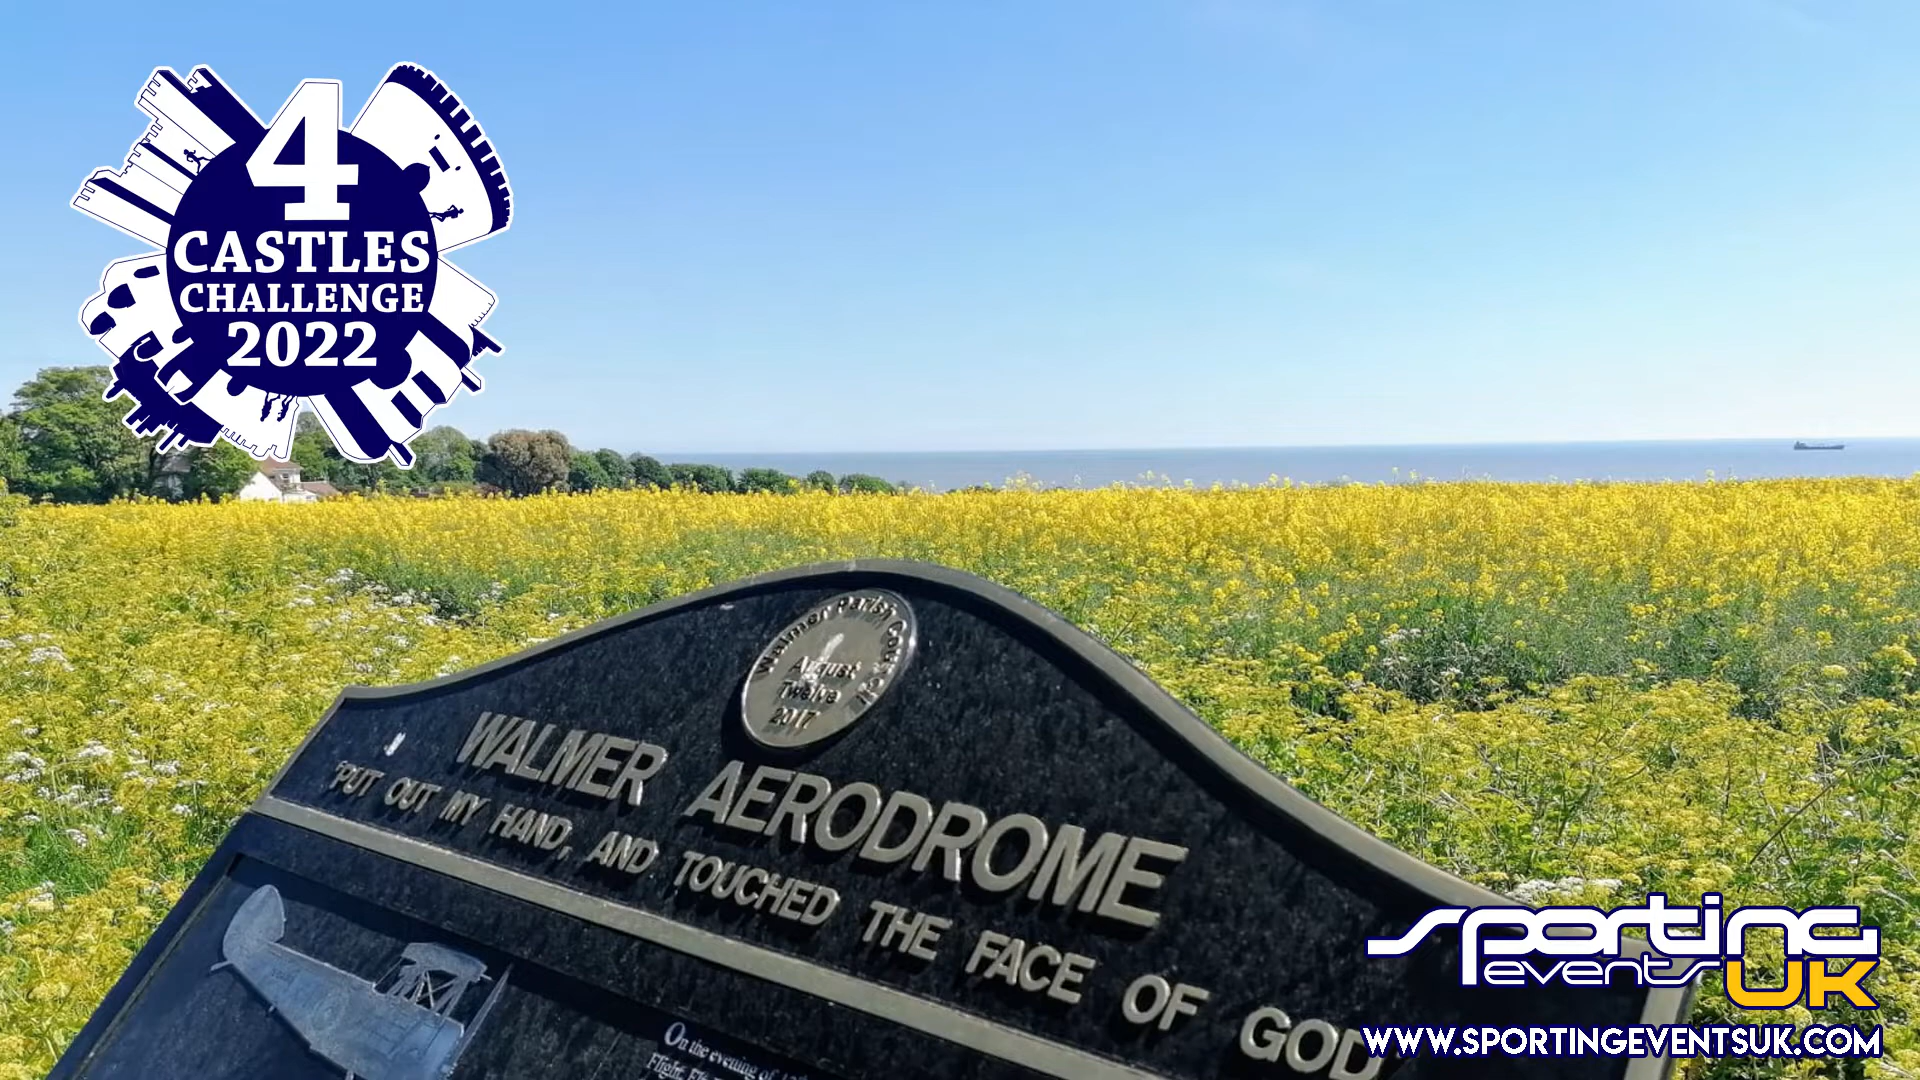 4
CASTLES
CHALLENGE
2022
Walmer Parish Council
August
Twelve
2017
WALMER AERODROME
"PUT OUT MY HAND, AND TOUCHED THE FACE OF GOD"
On the evening of
Flight
sporting
events UK
WWW.SPORTINGEVENTSUK.COM